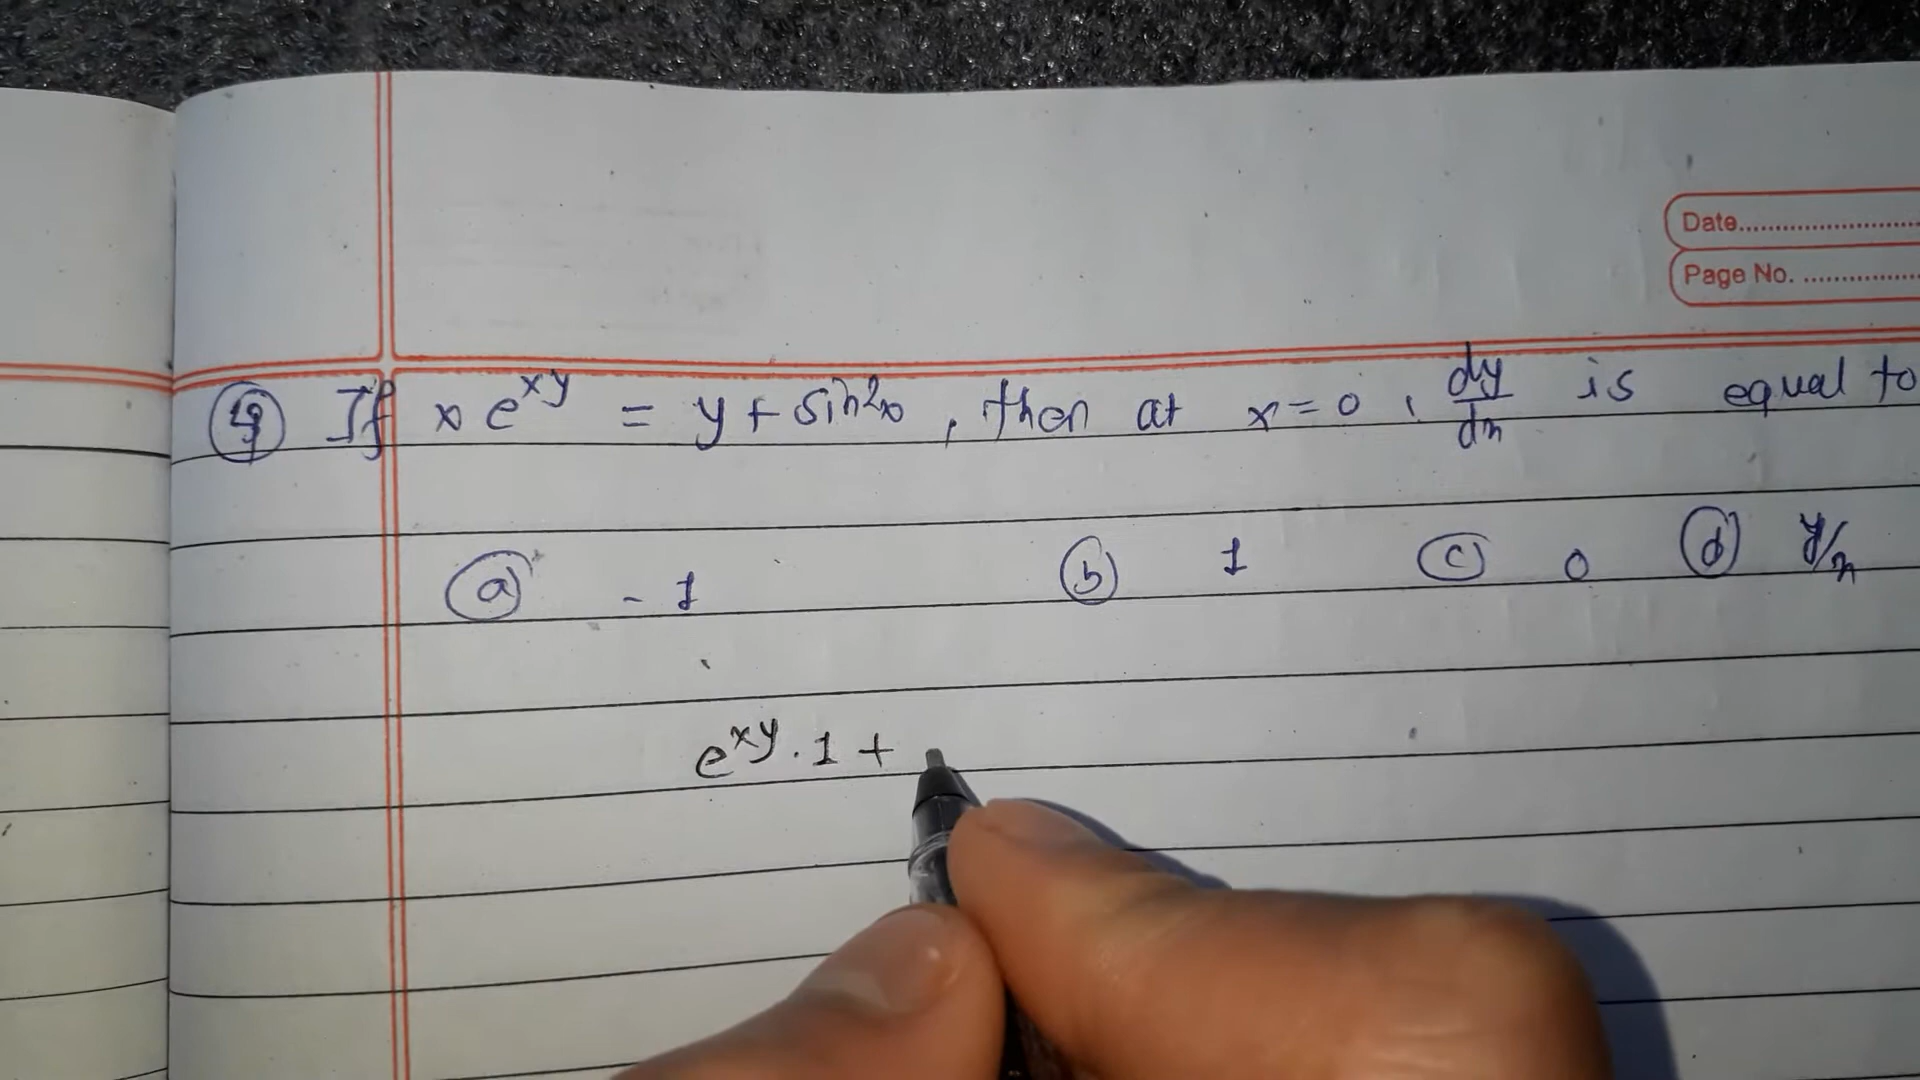 Date..........
Page No. ..........
If x e^xy = y + sin²x, then at x = 0, dy/dx is equal to
(a) - 1 (b) 1 (c) 0 (d) y/x
e^xy . 1 +